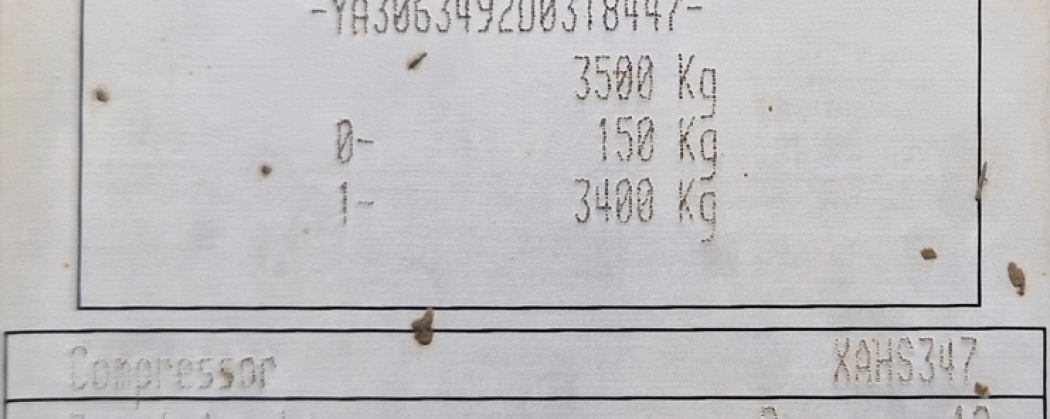 -YA3063492D0318447-
3500 Kg
0- 150 Kg
1- 3400 Kg
Compressor XAHS347